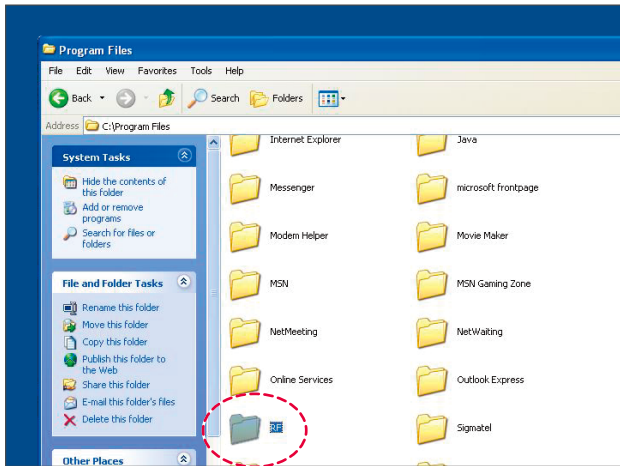 Program Files
File Edit View Favorites Tools Help
Back Search Folders
Address C:\Program Files
System Tasks
Hide the contents of
this folder
Add or remove
programs
Search for files or
folders
File and Folder Tasks
Rename this folder
Move this folder
Copy this folder
Publish this folder to
the Web
Share this folder
E-mail this folder's files
Delete this folder
Other Places
Internet Explorer Java
Messenger microsoft frontpage
Modem Helper Movie Maker
MSN MSN Gaming Zone
NetMeeting NetWaiting
Online Services Outlook Express
RF Sigmatel